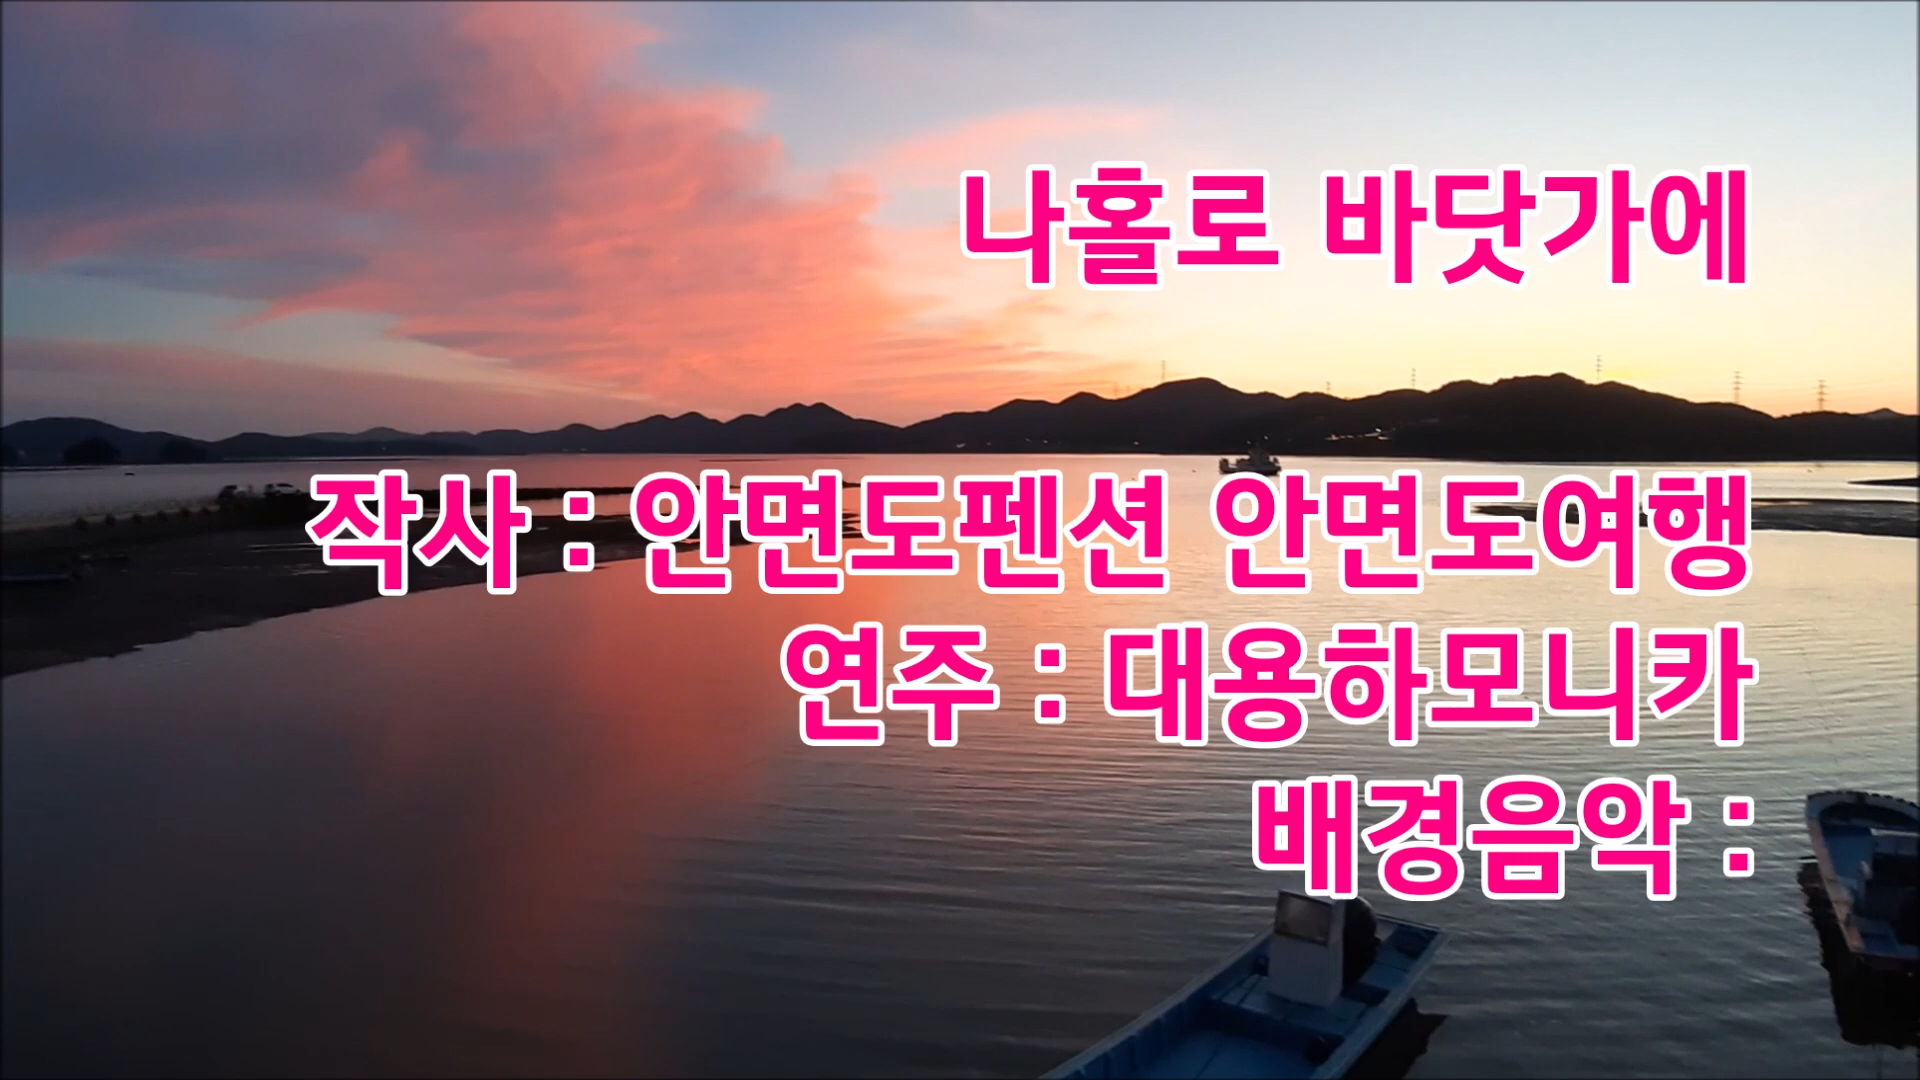 나홀로 바닷가에
작사 : 안면도펜션 안면도여행
연주 : 대용하모니카
배경음악 :